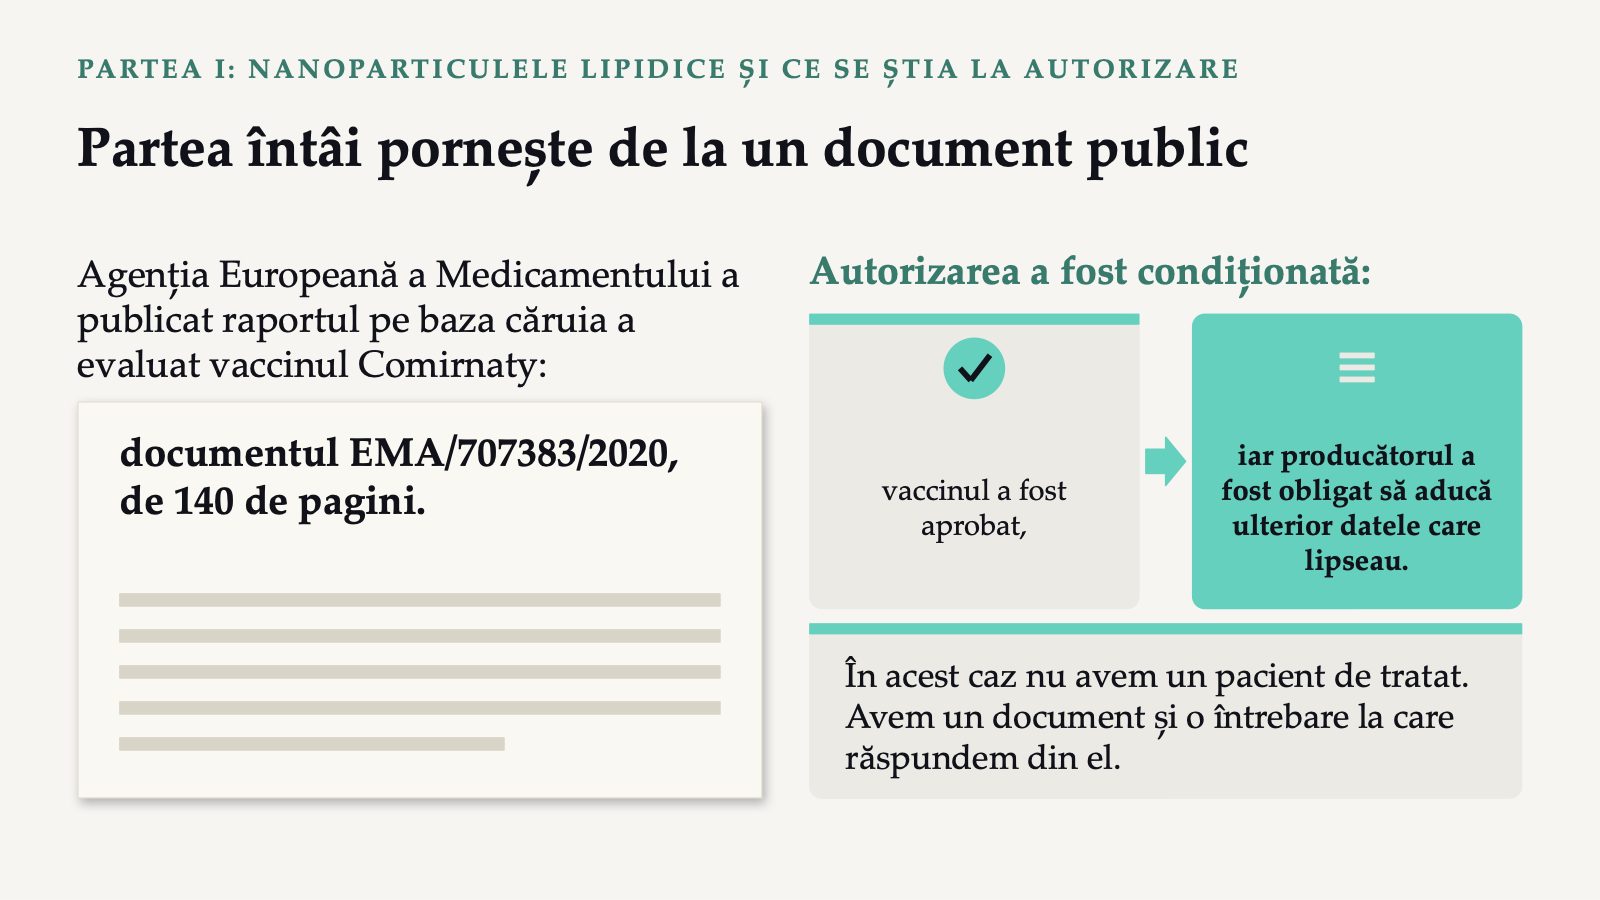 PARTEA I: NANOPARTICULELE LIPIDICE ȘI CE SE ȘTIA LA AUTORIZARE
Partea întâi pornește de la un document public
Agenția Europeană a Medicamentului a
publicat raportul pe baza căruia a
evaluat vaccinul Comirnaty:
documentul EMA/707383/2020,
de 140 de pagini.
Autorizarea a fost condiționată:
vaccinul a fost
aprobat,
iar producătorul a
fost obligat să aducă
ulterior datele care
lipseau.
În acest caz nu avem un pacient de tratat.
Avem un document și o întrebare la care
răspundem din el.